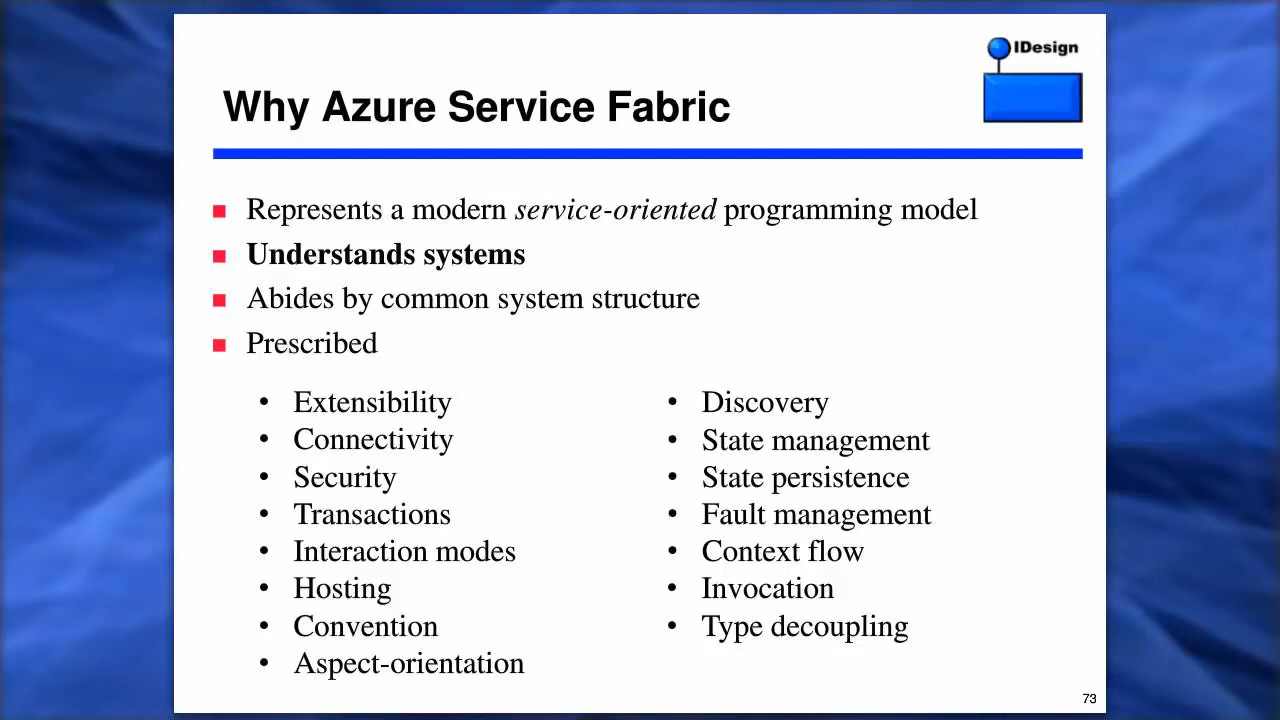 IDesign
Why Azure Service Fabric
Represents a modern service-oriented programming model
Understands systems
Abides by common system structure
Prescribed
• Extensibility
• Connectivity
• Security
• Transactions
• Interaction modes
• Hosting
• Convention
• Aspect-orientation
• Discovery
• State management
• State persistence
• Fault management
• Context flow
• Invocation
• Type decoupling
73